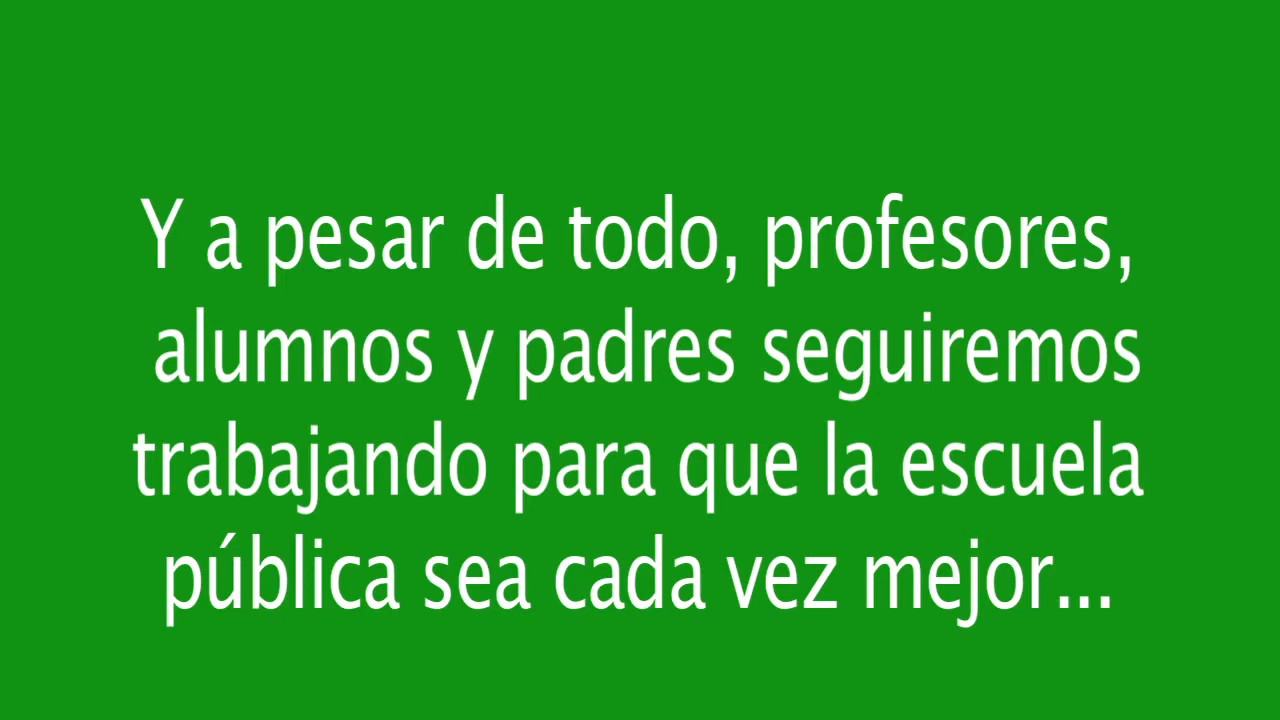 Y a pesar de todo, profesores,
alumnos y padres seguiremos
trabajando para que la escuela
pública sea cada vez mejor...